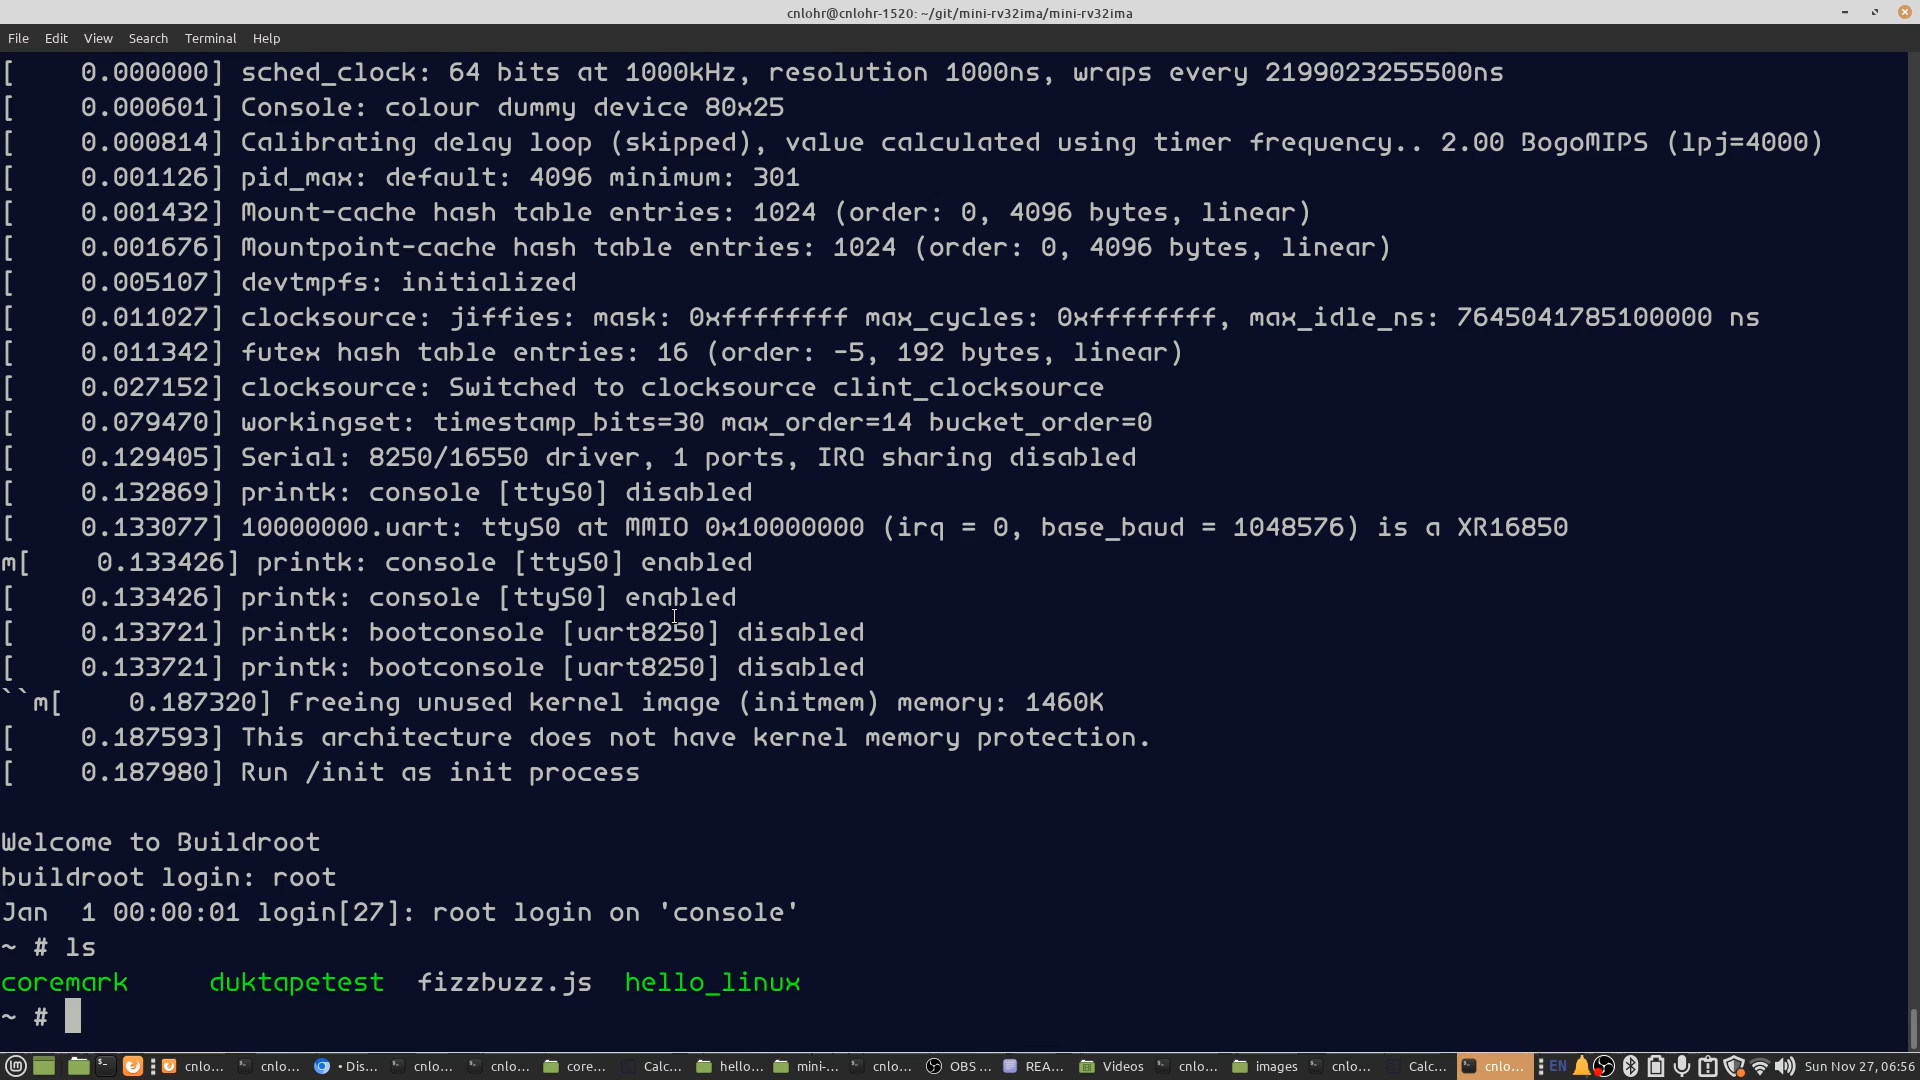 cnlohr@cnlohr-1520: ~/git/mini-rv32ima/mini-rv32ima
File Edit View Search Terminal Help
[    0.000000] sched_clock: 64 bits at 1000kHz, resolution 1000ns, wraps every 2199023255500ns
[    0.000601] Console: colour dummy device 80x25
[    0.000814] Calibrating delay loop (skipped), value calculated using timer frequency.. 2.00 BogoMIPS (lpj=4000)
[    0.001126] pid_max: default: 4096 minimum: 301
[    0.001432] Mount-cache hash table entries: 1024 (order: 0, 4096 bytes, linear)
[    0.001676] Mountpoint-cache hash table entries: 1024 (order: 0, 4096 bytes, linear)
[    0.005107] devtmpfs: initialized
[    0.011027] clocksource: jiffies: mask: 0xffffffff max_cycles: 0xffffffff, max_idle_ns: 7645041785100000 ns
[    0.011342] futex hash table entries: 16 (order: -5, 192 bytes, linear)
[    0.027152] clocksource: Switched to clocksource clint_clocksource
[    0.079470] workingset: timestamp_bits=30 max_order=14 bucket_order=0
[    0.129405] Serial: 8250/16550 driver, 1 ports, IRQ sharing disabled
[    0.132869] printk: console [ttyS0] disabled
[    0.133077] 10000000.uart: ttyS0 at MMIO 0x10000000 (irq = 0, base_baud = 1048576) is a XR16850
m[    0.133426] printk: console [ttyS0] enabled
[    0.133426] printk: console [ttyS0] enabled
[    0.133721] printk: bootconsole [uart8250] disabled
[    0.133721] printk: bootconsole [uart8250] disabled
``m[    0.187320] Freeing unused kernel image (initmem) memory: 1460K
[    0.187593] This architecture does not have kernel memory protection.
[    0.187980] Run /init as init process
Welcome to Buildroot
buildroot login: root
Jan  1 00:00:01 login[27]: root login on 'console'
~ # ls
coremark     duktapetest  fizzbuzz.js  hello_linux
~ #
cnlo... cnlo... • Dis... cnlo... cnlo... core... Calc... hello... mini-... cnlo... OBS ... REA... Videos cnlo... images cnlo... Calc... cnlo... EN Sun Nov 27, 06:56